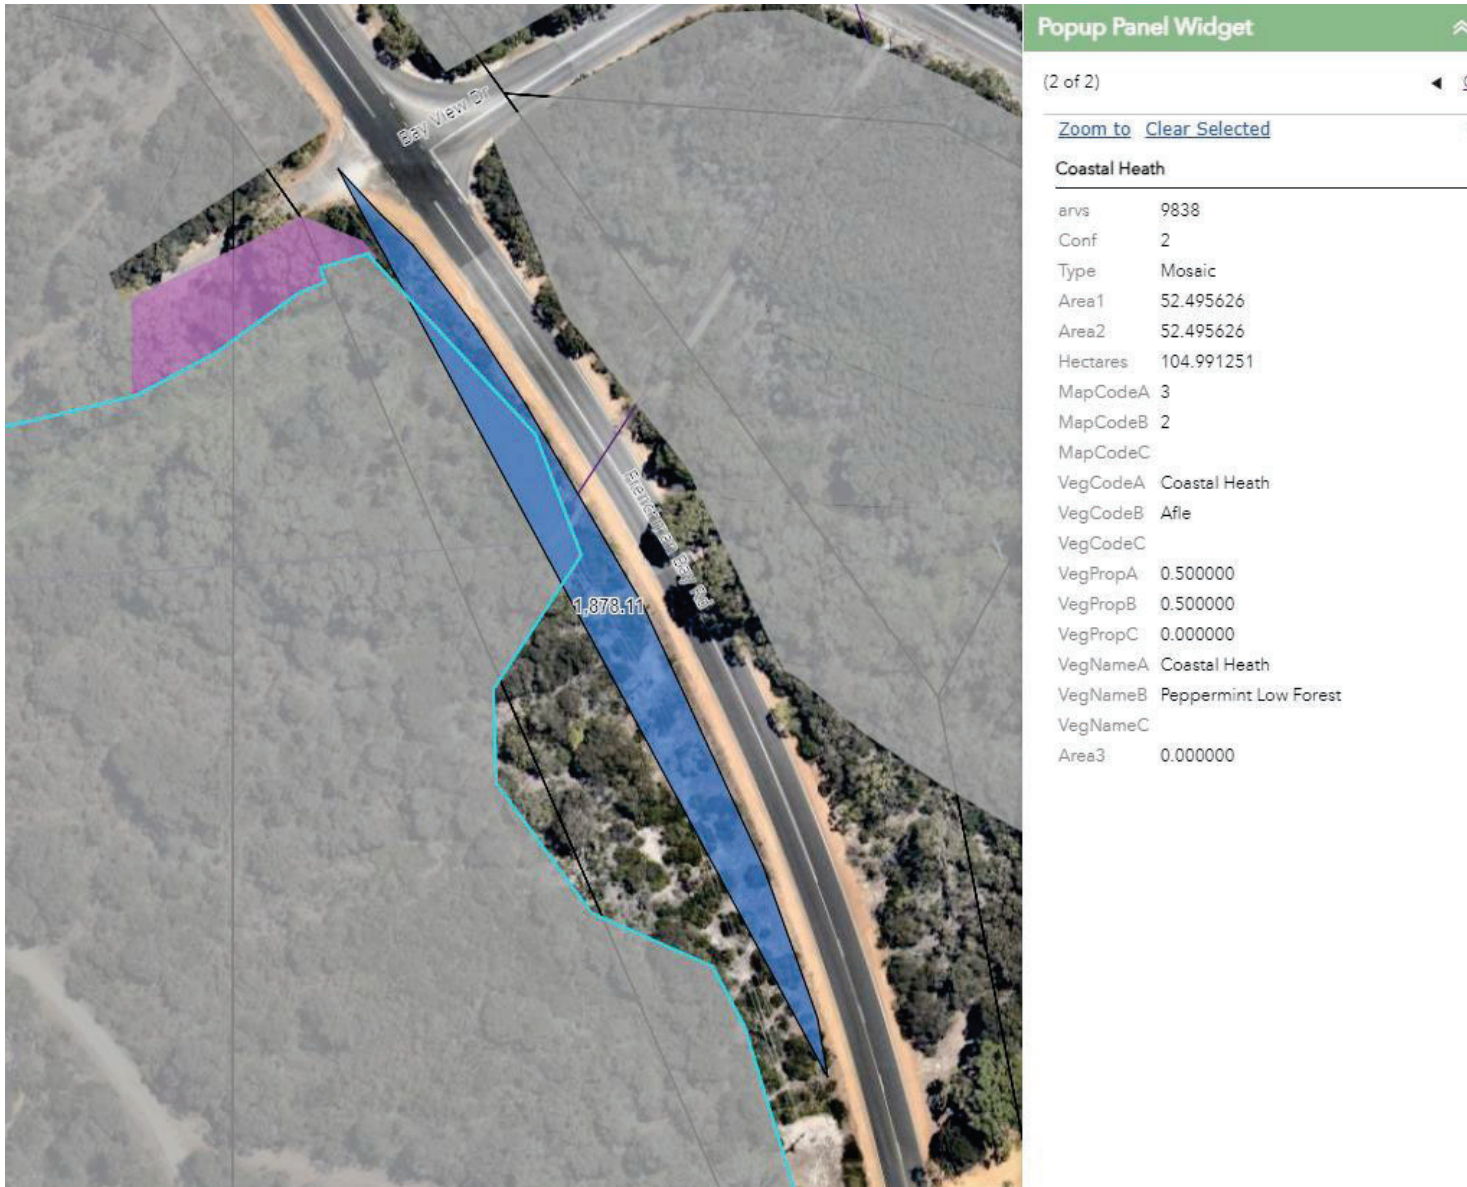 Popup Panel Widget
(2 of 2)
Zoom to Clear Selected
Coastal Heath
arvs 9838
Conf 2
Type Mosaic
Area1 52.495626
Area2 52.495626
Hectares 104.991251
MapCodeA 3
MapCodeB 2
MapCodeC
VegCodeA Coastal Heath
VegCodeB Afle
VegCodeC
VegPropA 0.500000
VegPropB 0.500000
VegPropC 0.000000
VegNameA Coastal Heath
VegNameB Peppermint Low Forest
VegNameC
Area3 0.000000
Bay View Dr
Frenchman Bay Rd
1,878.11